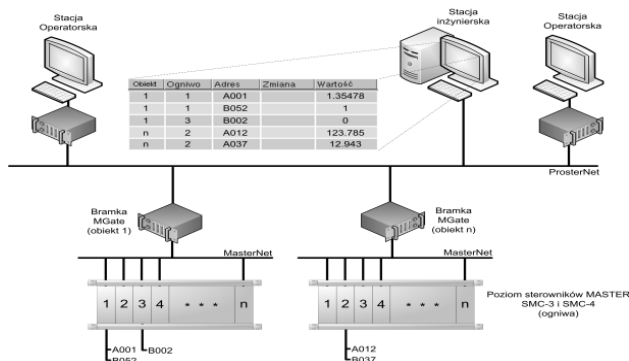 Stacja
Operatorska
Stacja
inżynierska
Stacja
Operatorska
Obiekt Ogniwo Adres Zmiana Wartość
1 1 A001 1.35478
1 1 B052 1
1 3 B002 0
n 2 A012 123.785
n 2 A037 12.943
ProsterNet
Bramka
MGate
(obiekt 1)
Bramka
MGate
(obiekt n)
MasterNet
MasterNet
1 2 3 4 * * * n
1 2 3 4 * * * n
Poziom sterowników MASTER
SMC-3 i SMC-4
(ogniwa)
A001 B002
B052
A012
B037